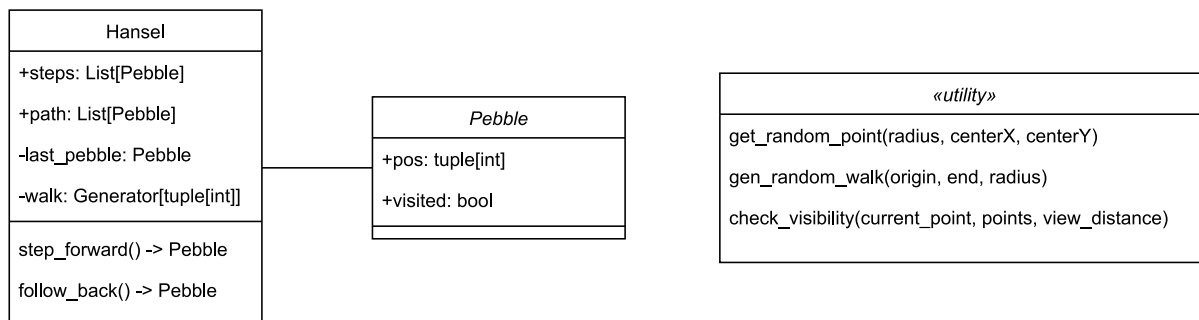 Hansel
+steps: List[Pebble]
+path: List[Pebble]
-last_pebble: Pebble
-walk: Generator[tuple[int]]
step_forward() -> Pebble
follow_back() -> Pebble
Pebble
+pos: tuple[int]
+visited: bool
«utility»
get_random_point(radius, centerX, centerY)
gen_random_walk(origin, end, radius)
check_visibility(current_point, points, view_distance)